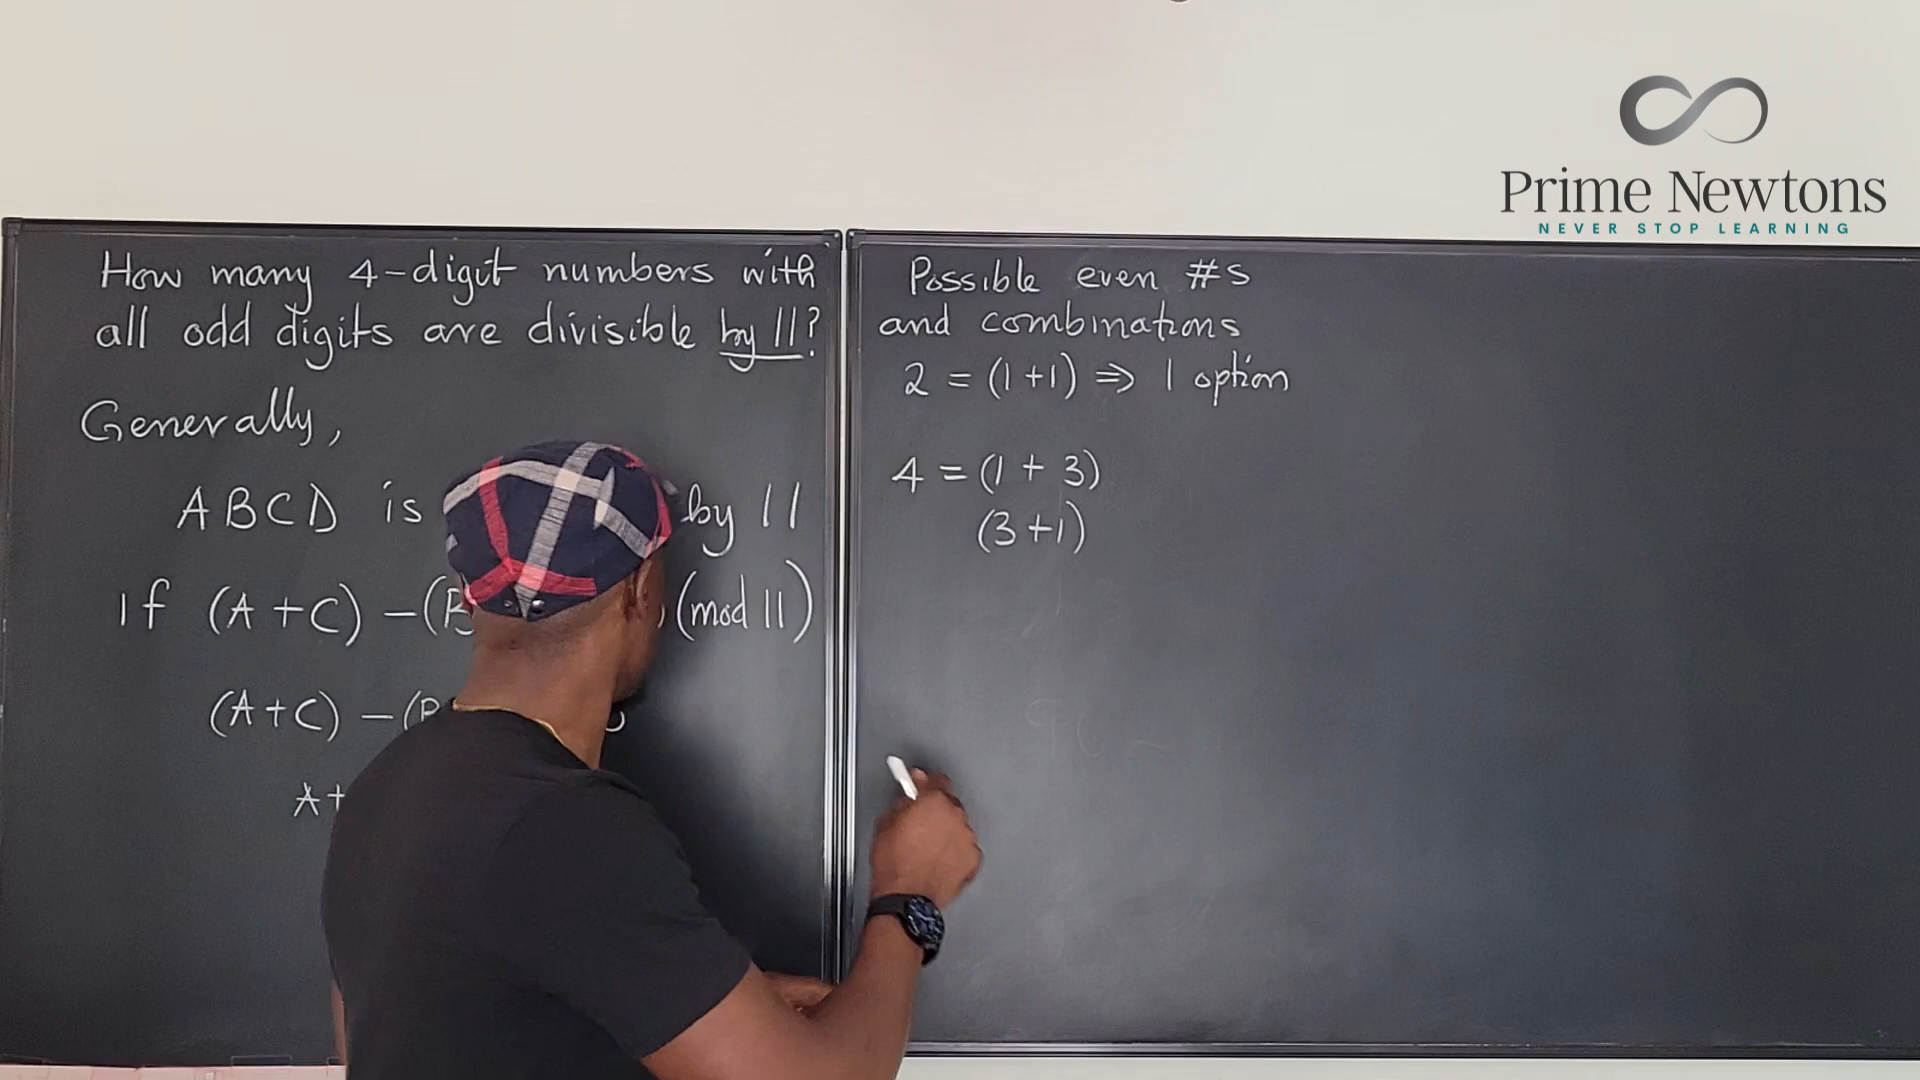 Prime Newtons
NEVER STOP LEARNING
How many 4-digit numbers with
all odd digits are divisible by 11?
Generally,
ABCD is by 11
If (A+C) -( (mod 11)
(A+C) -(
A+
Possible even #s
and combinations
2 = (1+1) ⇒ 1 option
4 = (1 + 3)
(3+1)